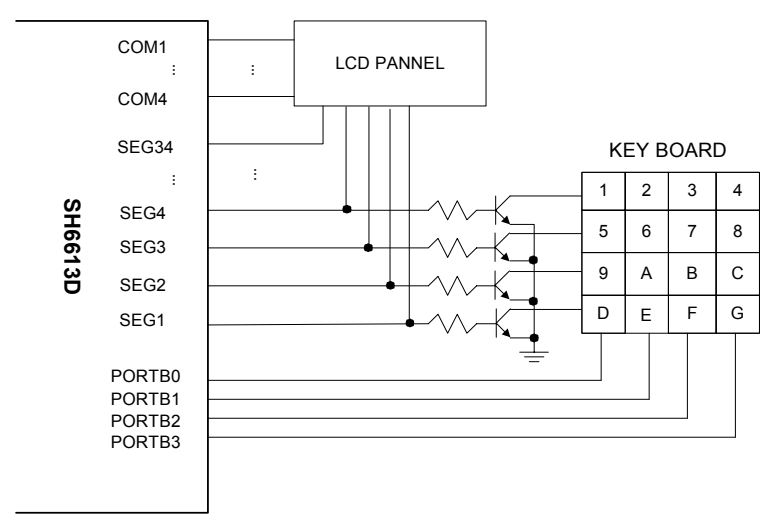 COM1
⋮
⋮
LCD PANNEL
COM4
SEG34
⋮
⋮
KEY BOARD
SH6613D
SEG4
SEG3
SEG2
SEG1
1 2 3 4
5 6 7 8
9 A B C
D E F G
PORTB0
PORTB1
PORTB2
PORTB3